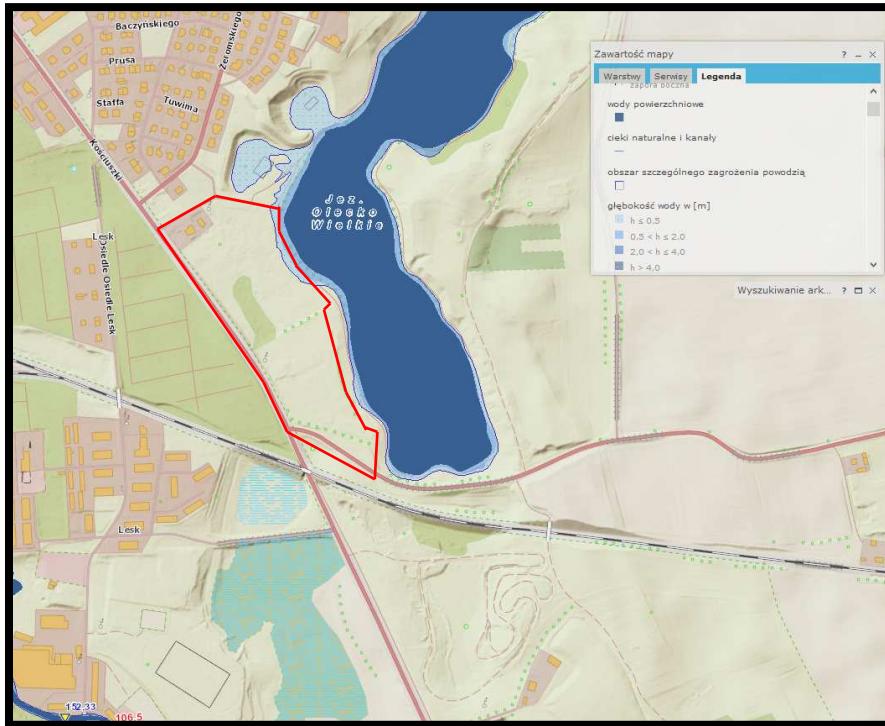 Baczyńskiego
Prusa
Żeromskiego
Staffa
Tuwima
Kościuszki
Lesk
Osiedle Osiedle Lesk
Jez.
Olecko
Wielkie
Lesk
152.33
106.5
Zawartość mapy
Warstwy Serwisy Legenda
zapora boczna
wody powierzchniowe
cieki naturalne i kanały
obszar szczególnego zagrożenia powodzią
głębokość wody w [m]
h ≤ 0.5
0.5 < h ≤ 2.0
2.0 < h ≤ 4.0
h > 4.0
Wyszukiwanie ark...